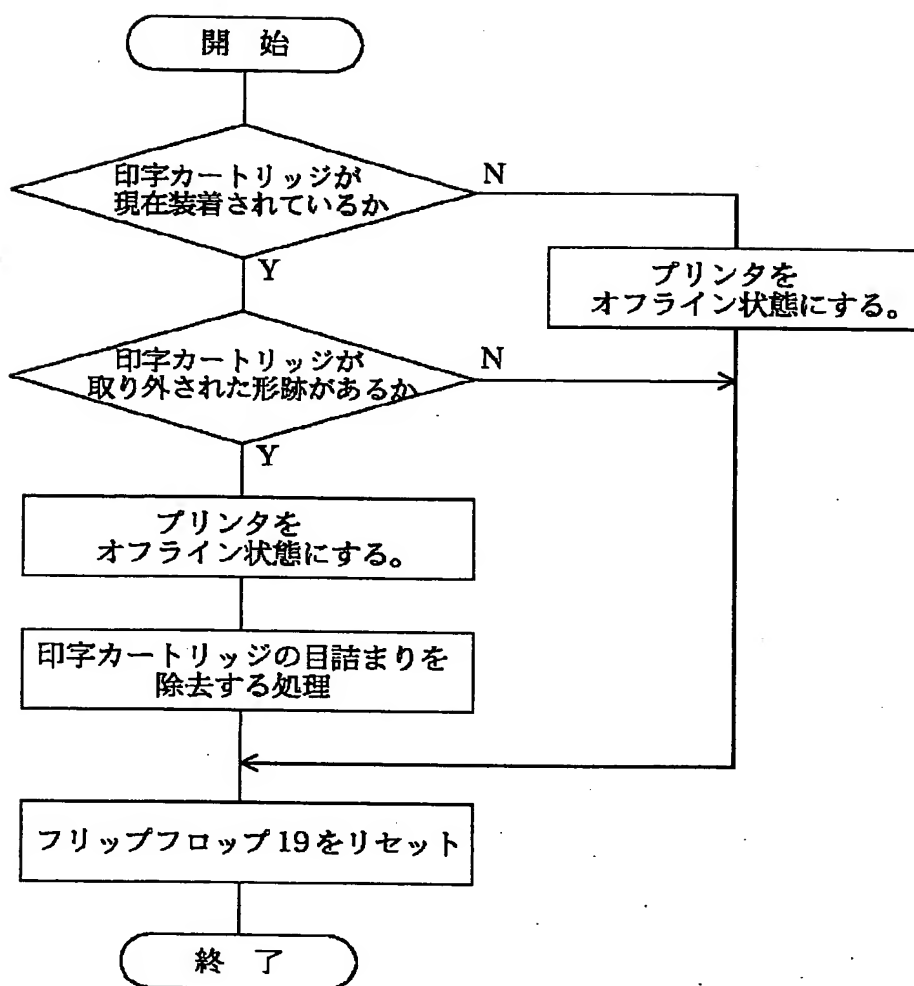 開 始
印字カートリッジが
現在装着されているか
N
Y
プリンタを
オフライン状態にする。
印字カートリッジが
取り外された形跡があるか
N
Y
プリンタを
オフライン状態にする。
印字カートリッジの目詰まりを
除去する処理
フリップフロップ19をリセット
終 了